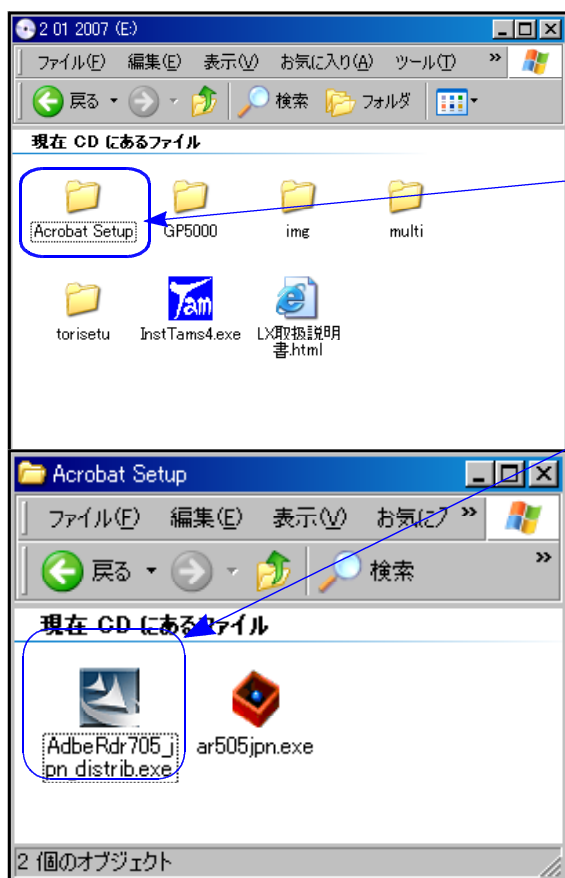 2 01 2007 (E:)
ファイル(F) 編集(E) 表示(V) お気に入り(A) ツール(T) »
戻る 検索 フォルダ
現在 CD にあるファイル
Acrobat Setup GP5000 img multi
Tam
torisetu InstTams4.exe LX取扱説明
書.html
Acrobat Setup
ファイル(F) 編集(E) 表示(V) お気に入 »
戻る 検索 »
現在 CD にあるファイル
AdbeRdr705_j ar505jpn.exe
pn_distrib.exe
2 個のオブジェクト